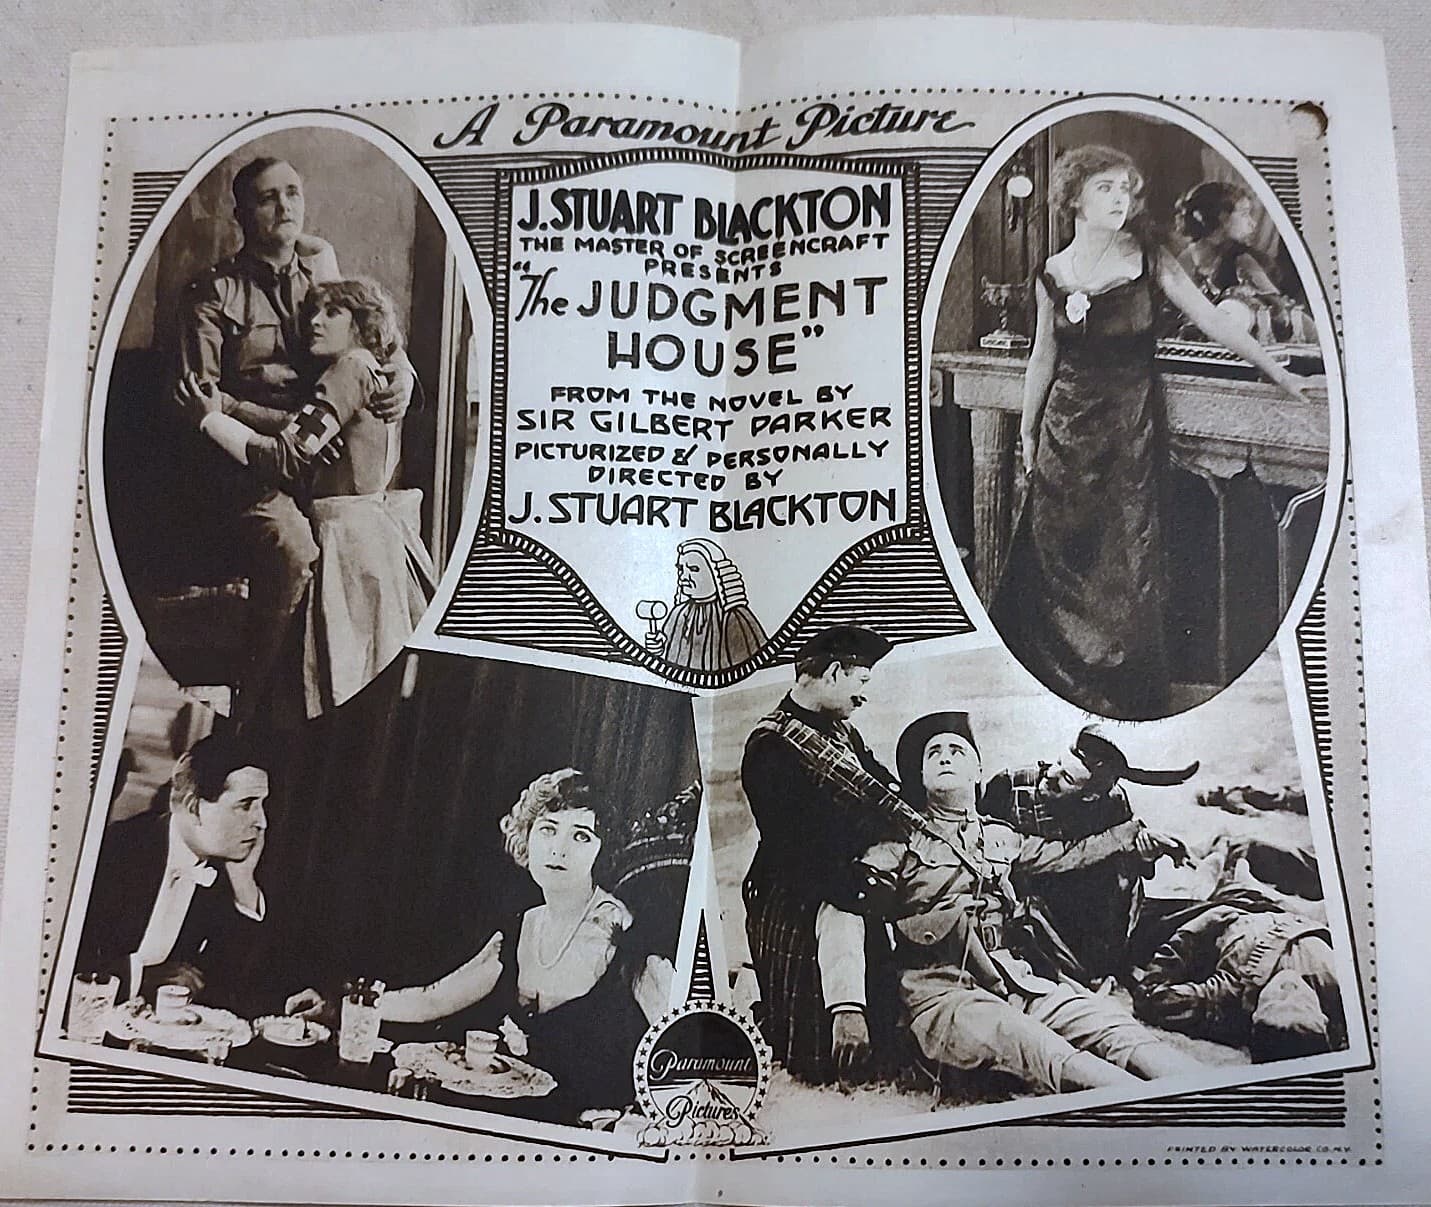 A Paramount Picture
J. STUART BLACKTON
THE MASTER OF SCREENCRAFT
PRESENTS
"The JUDGMENT
HOUSE"
FROM THE NOVEL BY
SIR GILBERT PARKER
PICTURIZED & PERSONALLY
DIRECTED BY
J. STUART BLACKTON
Paramount
Pictures
PRINTED BY WATERCOLOR CO. N.Y.